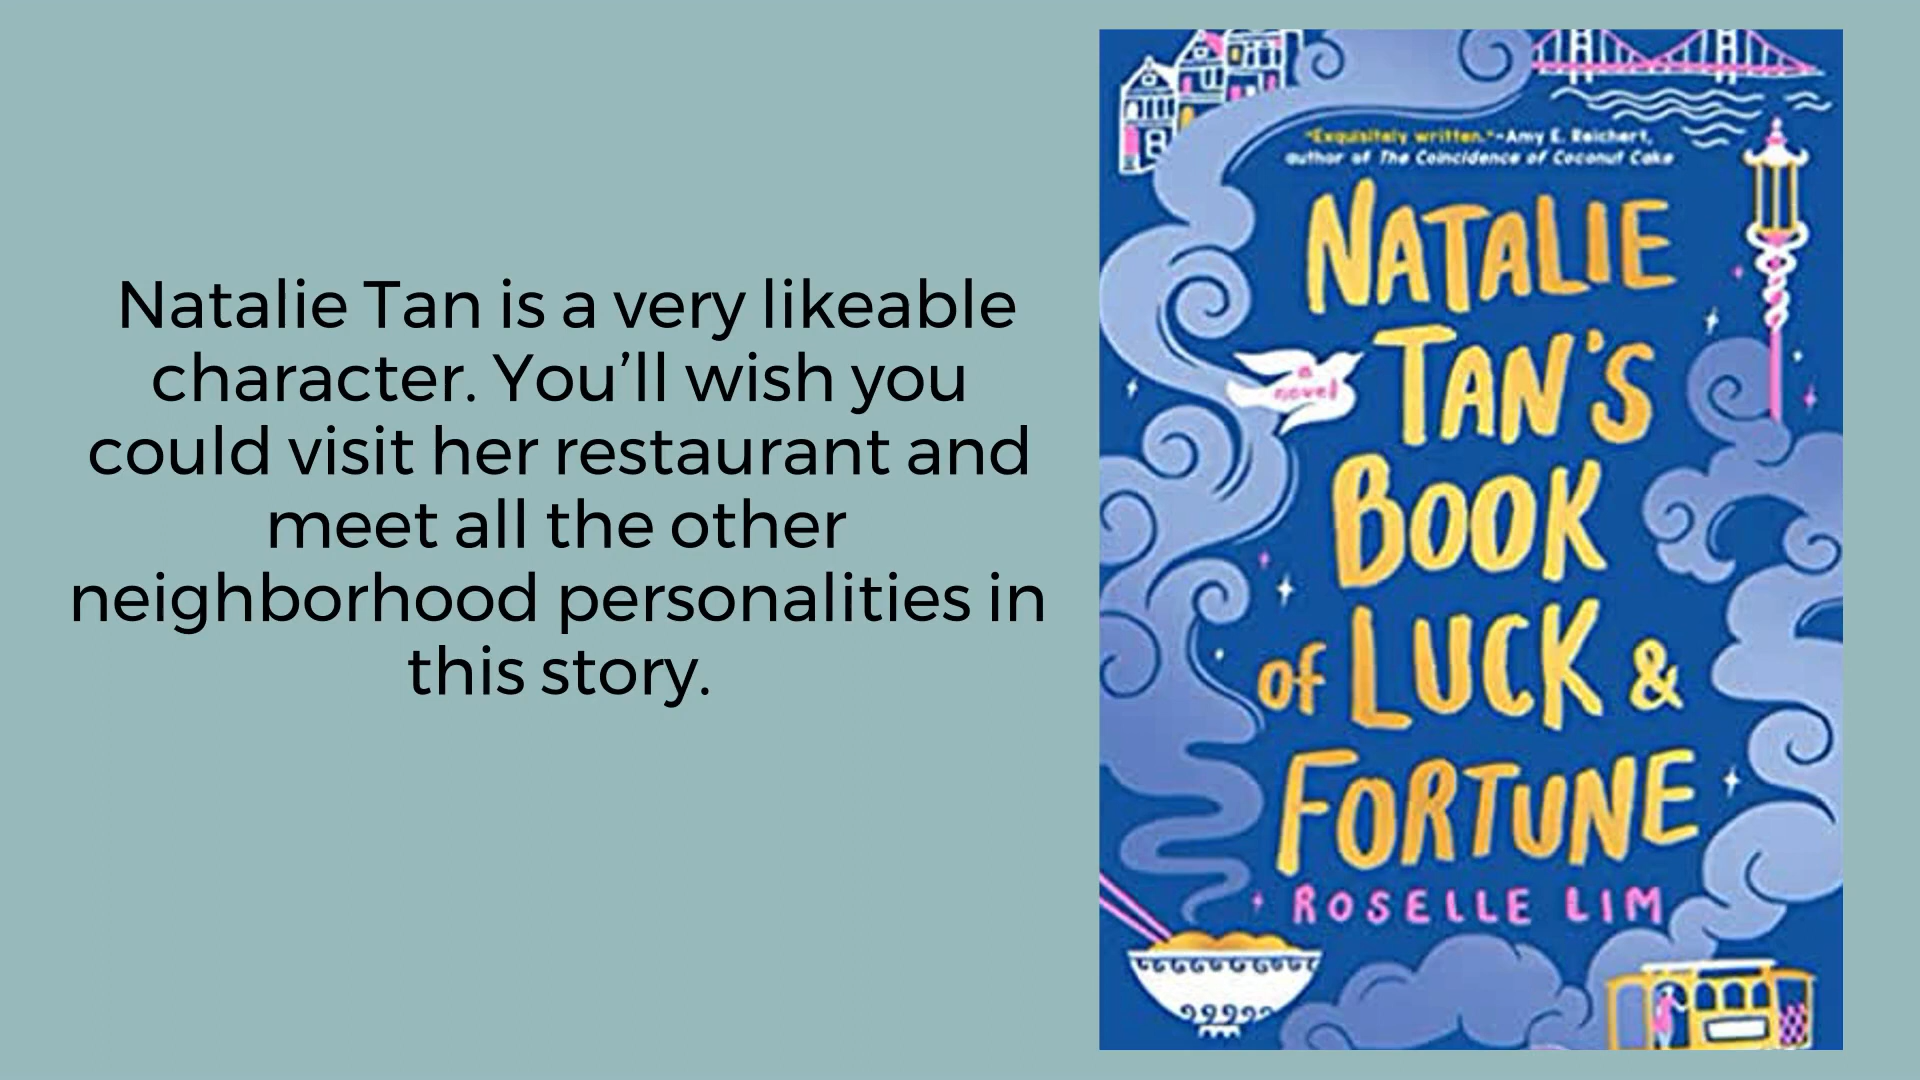 Natalie Tan is a very likeable
character. You’ll wish you
could visit her restaurant and
meet all the other
neighborhood personalities in
this story.
"Exquisitely written."-Amy E. Reichert,
author of The Coincidence of Coconut Cake
NATALIE
TAN'S
a
novel
BOOK
of LUCK &
FORTUNE
ROSELLE LIM